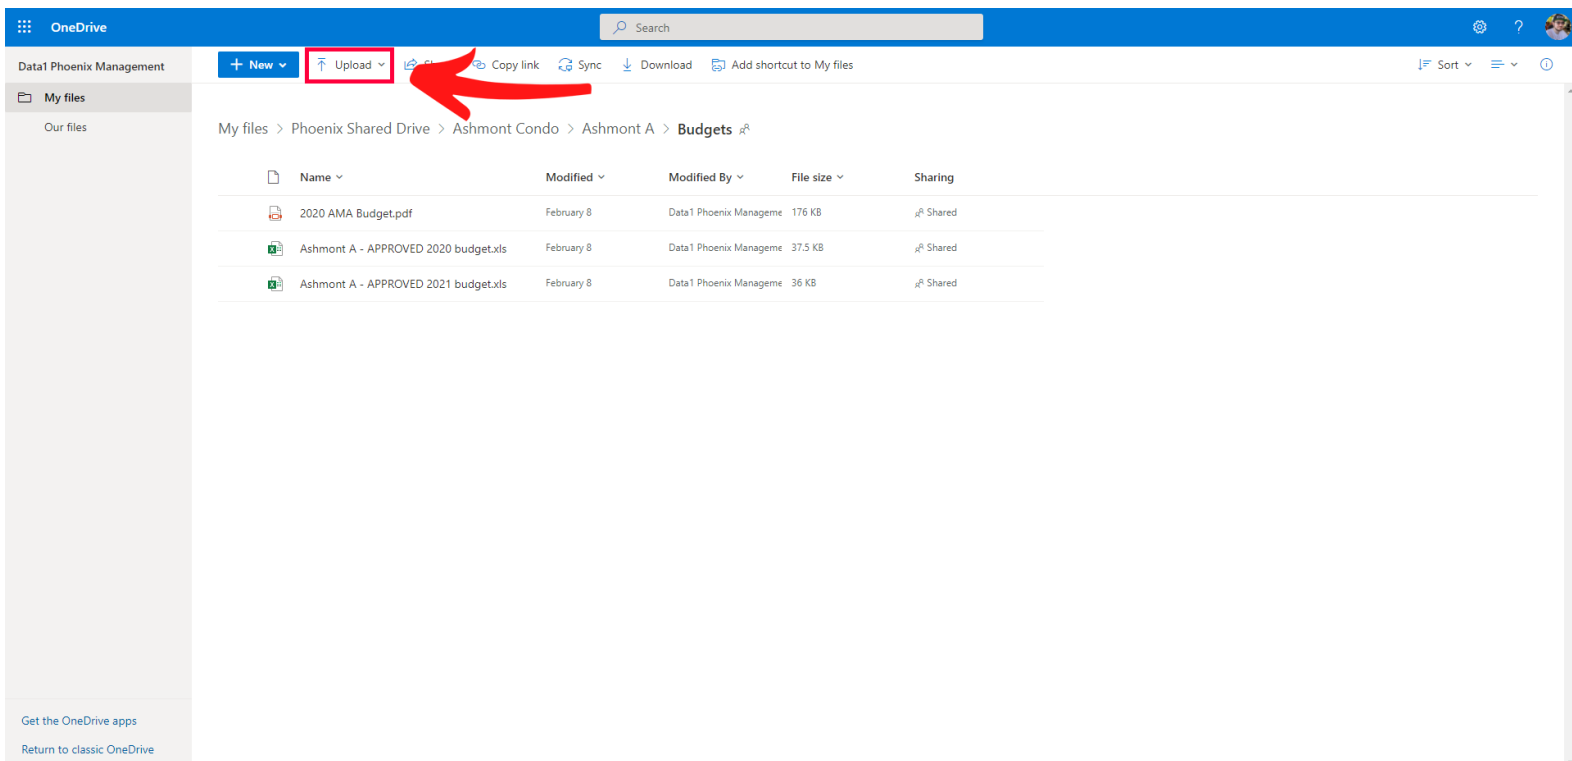 OneDrive
Search
?
Data1 Phoenix Management
+ New
Upload
Copy link
Sync
Download
Add shortcut to My files
Sort
My files
Our files
My files > Phoenix Shared Drive > Ashmont Condo > Ashmont A > Budgets
Name Modified Modified By File size Sharing
2020 AMA Budget.pdf February 8 Data1 Phoenix Manageme 176 KB Shared
Ashmont A - APPROVED 2020 budget.xls February 8 Data1 Phoenix Manageme 37.5 KB Shared
Ashmont A - APPROVED 2021 budget.xls February 8 Data1 Phoenix Manageme 36 KB Shared
Get the OneDrive apps
Return to classic OneDrive